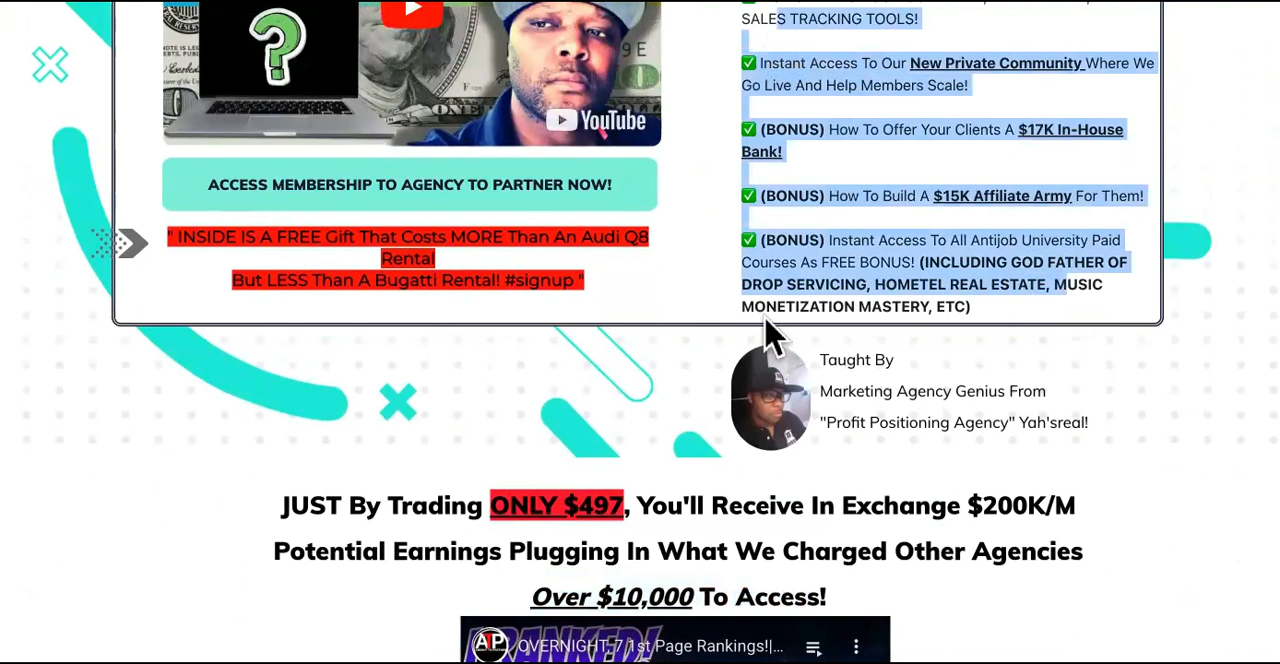 SALES TRACKING TOOLS!
✅ Instant Access To Our New Private Community Where We
Go Live And Help Members Scale!
✅ (BONUS) How To Offer Your Clients A $17K In-House
Bank!
YouTube
ACCESS MEMBERSHIP TO AGENCY TO PARTNER NOW!
✅ (BONUS) How To Build A $15K Affiliate Army For Them!
" INSIDE IS A FREE Gift That Costs MORE Than An Audi Q8
Rental
But LESS Than A Bugatti Rental! #signup "
✅ (BONUS) Instant Access To All Antijob University Paid
Courses As FREE BONUS! (INCLUDING GOD FATHER OF
DROP SERVICING, HOMETEL REAL ESTATE, MUSIC
MONETIZATION MASTERY, ETC)
Taught By
Marketing Agency Genius From
"Profit Positioning Agency" Yah'sreal!
JUST By Trading ONLY $497, You'll Receive In Exchange $200K/M
Potential Earnings Plugging In What We Charged Other Agencies
Over $10,000 To Access!
ATP
OVERNIGHT 7 1st Page Rankings!|...
RANKED!